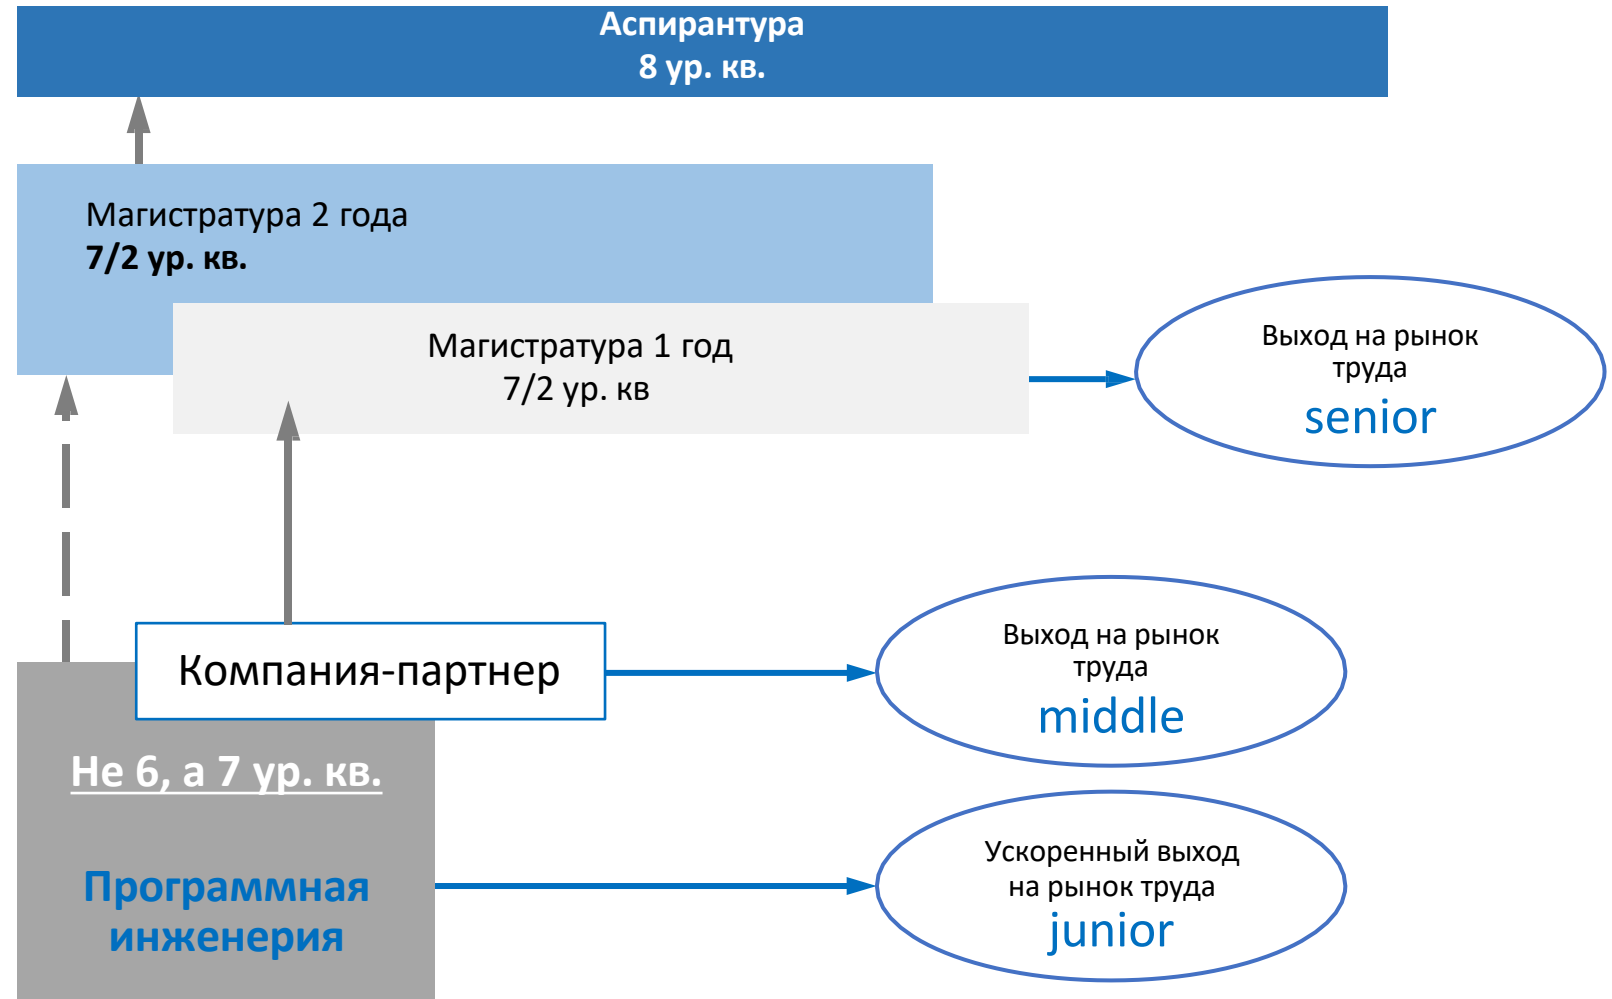 Аспирантура
8 ур. кв.
Магистратура 2 года
7/2 ур. кв.
Магистратура 1 год
7/2 ур. кв
Выход на рынок
труда
senior
Компания-партнер
Выход на рынок
труда
middle
Не 6, а 7 ур. кв.
Программная
инженерия
Ускоренный выход
на рынок труда
junior